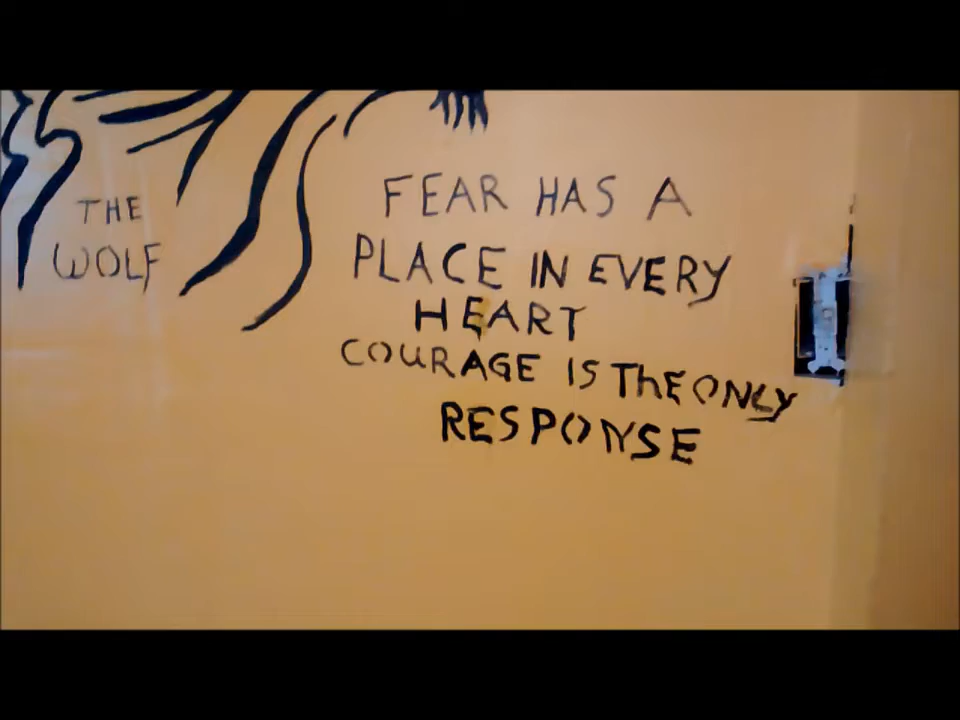 THE
WOLF
FEAR HAS A
PLACE IN EVERY
HEART
COURAGE IS ThE ONLY
RESPONSE